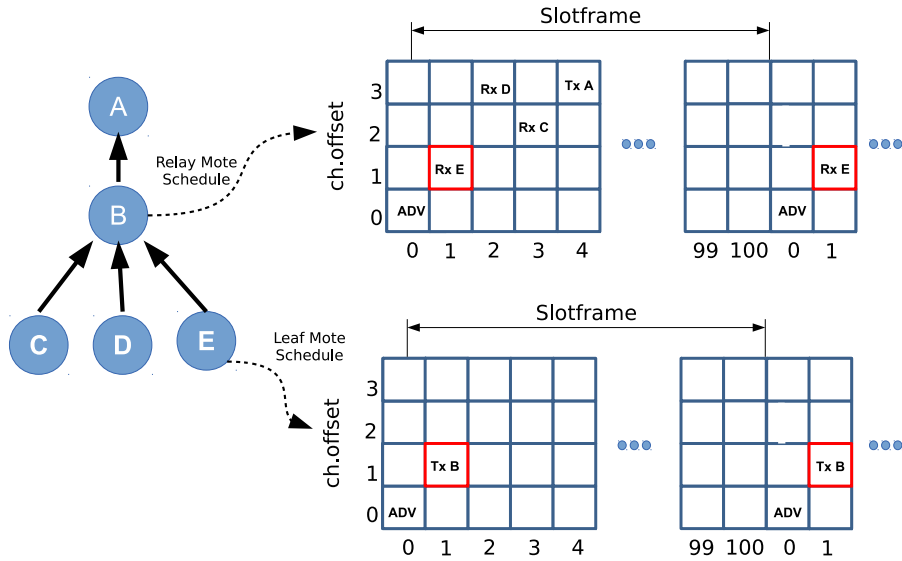 Slotframe
A
B
C
D
E
Relay Mote
Schedule
ch.offset
3
2
1
0
Rx D
Tx A
Rx C
Rx E
Rx E
ADV
ADV
0 1 2 3 4
99 100 0 1
Slotframe
Leaf Mote
Schedule
ch.offset
3
2
1
0
Tx B
Tx B
ADV
ADV
0 1 2 3 4
99 100 0 1